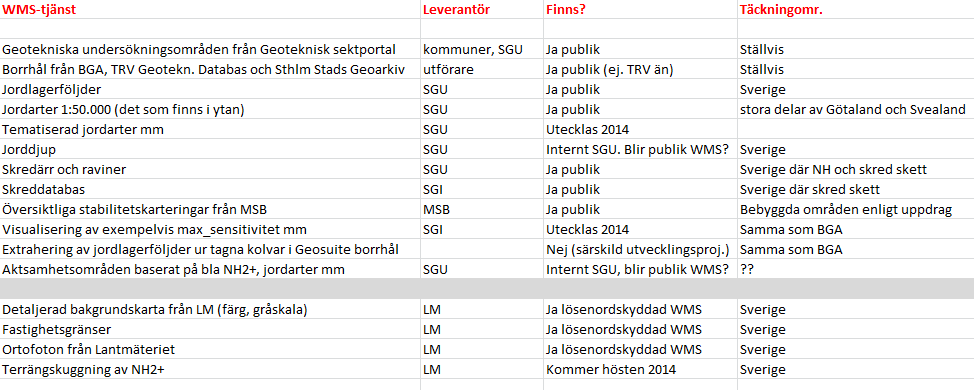 WMS-tjänst Leverantör Finns? Täckningomr.
Geotekniska undersökningsområden från Geoteknisk sektportal kommuner, SGU Ja publik Ställvis
Borrhål från BGA, TRV Geotekn. Databas och Sthlm Stads Geoarkiv utförare Ja publik (ej. TRV än) Ställvis
Jordlagerföljder SGU Ja publik Sverige
Jordarter 1:50.000 (det som finns i ytan) SGU Ja publik stora delar av Götaland och Svealand
Tematiserad jordarter mm SGU Utecklas 2014
Jorddjup SGU Internt SGU. Blir publik WMS? Sverige
Skredärr och raviner SGU Ja publik Sverige där NH och skred skett
Skreddatabas SGI Ja publik Sverige där skred skett
Översiktliga stabilitetskarteringar från MSB MSB Ja publik Bebyggda områden enligt uppdrag
Visualisering av exempelvis max_sensitivitet mm SGI Utecklas 2014 Samma som BGA
Extrahering av jordlagerföljder ur tagna kolvar i Geosuite borrhål Nej (särskild utvecklingsproj.) Samma som BGA
Aktsamhetsområden baserat på bla NH2+, jordarter mm SGU Internt SGU, blir publik WMS? ??
Detaljerad bakgrundskarta från LM (färg, gråskala) LM Ja lösenordskyddad WMS Sverige
Fastighetsgränser LM Ja lösenordskyddad WMS Sverige
Ortofoton från Lantmäteriet LM Ja lösenordskyddad WMS Sverige
Terrängskuggning av NH2+ LM Kommer hösten 2014 Sverige